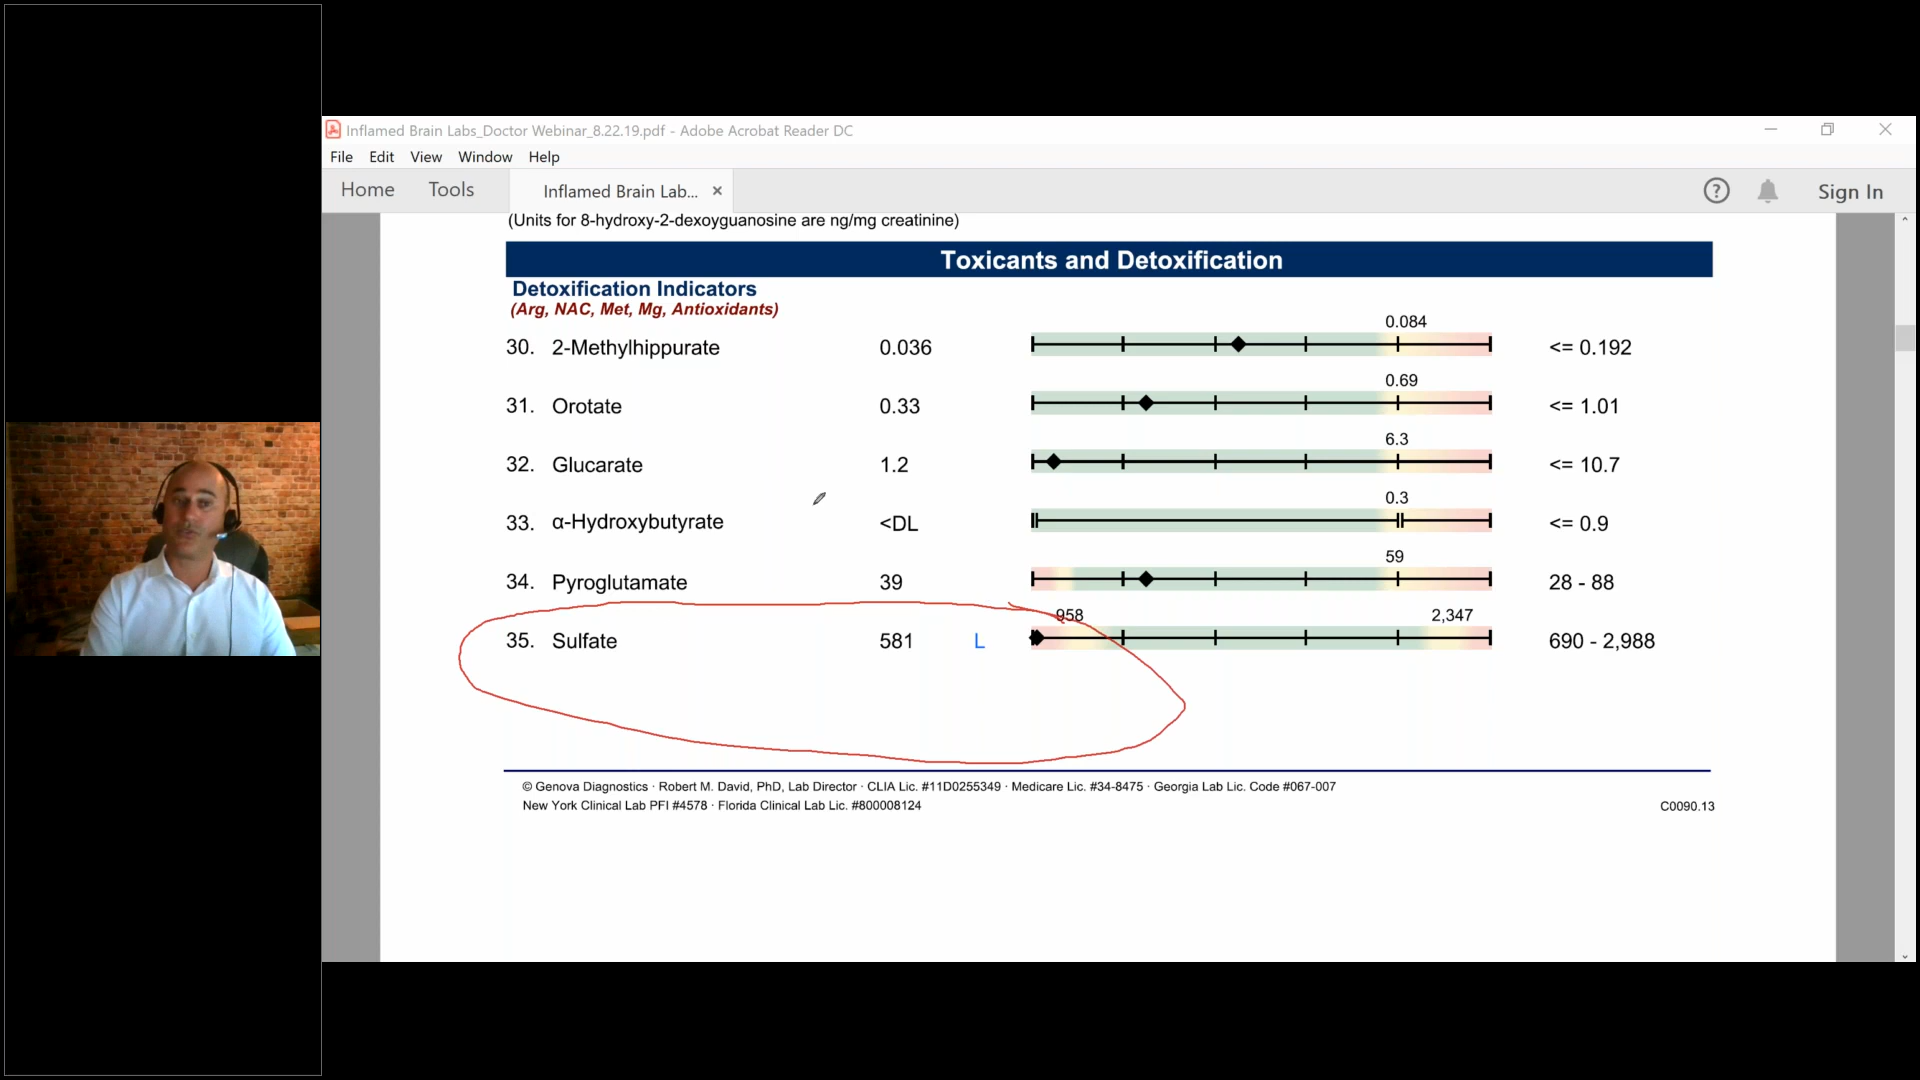 Inflamed Brain Labs_Doctor Webinar_8.22.19.pdf - Adobe Acrobat Reader DC
File Edit View Window Help
Home Tools Inflamed Brain Lab... × ? Sign In
(Units for 8-hydroxy-2-dexoyguanosine are ng/mg creatinine)
Toxicants and Detoxification
Detoxification Indicators
(Arg, NAC, Met, Mg, Antioxidants)
0.084
30. 2-Methylhippurate 0.036 <= 0.192
0.69
31. Orotate 0.33 <= 1.01
6.3
32. Glucarate 1.2 <= 10.7
0.3
33. α-Hydroxybutyrate <DL <= 0.9
59
34. Pyroglutamate 39 28 - 88
958 2,347
35. Sulfate 581 L 690 - 2,988
© Genova Diagnostics · Robert M. David, PhD, Lab Director · CLIA Lic. #11D0255349 · Medicare Lic. #34-8475 · Georgia Lab Lic. Code #067-007
New York Clinical Lab PFI #4578 · Florida Clinical Lab Lic. #800008124 C0090.13